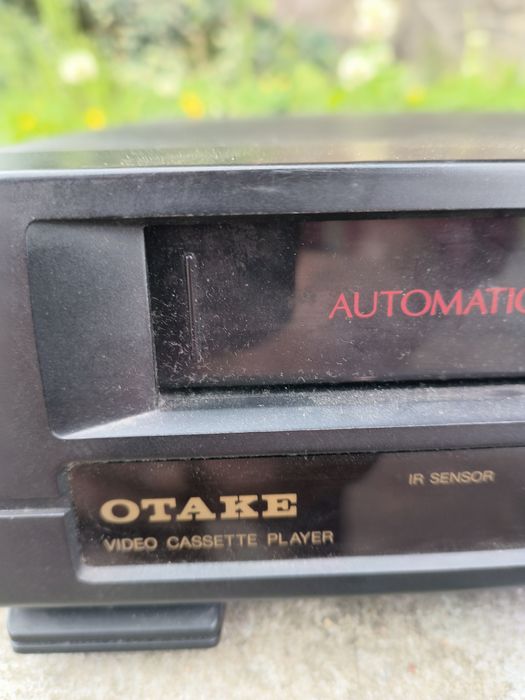 AUTOMATIC
IR SENSOR
OTAKE
VIDEO CASSETTE PLAYER